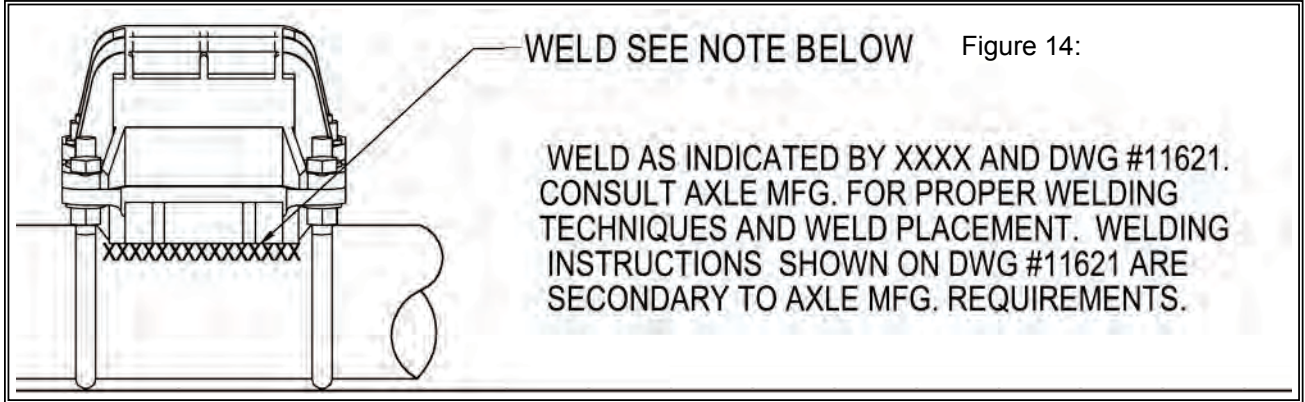 WELD SEE NOTE BELOW Figure 14:
WELD AS INDICATED BY XXXX AND DWG #11621.
CONSULT AXLE MFG. FOR PROPER WELDING
TECHNIQUES AND WELD PLACEMENT. WELDING
INSTRUCTIONS SHOWN ON DWG #11621 ARE
SECONDARY TO AXLE MFG. REQUIREMENTS.